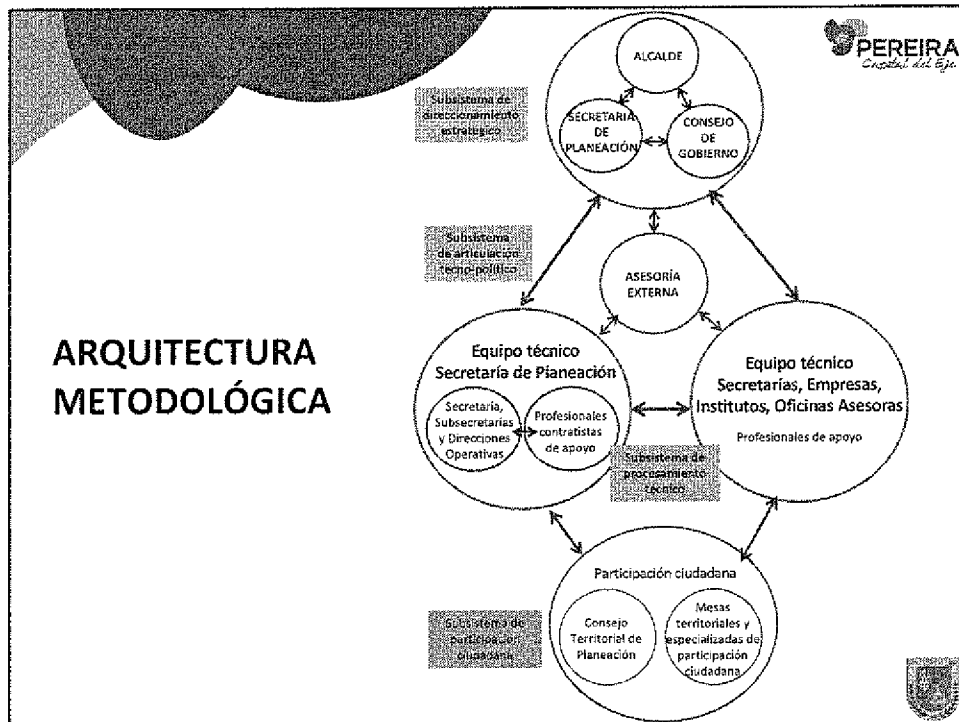 PEREIRA
Capital del Eje
ALCALDE
Subsistema de
direccionamiento
estratégico
SECRETARÍA
DE
PLANEACIÓN
CONSEJO
DE
GOBIERNO
Subsistema
de articulación
tecno-político
ASESORÍA
EXTERNA
ARQUITECTURA
METODOLÓGICA
Equipo técnico
Secretaría de Planeación
Secretaría,
Subsecretarías
y Direcciones
Operativas
Profesionales
contratistas
de apoyo
Equipo técnico
Secretarías, Empresas,
Institutos, Oficinas Asesoras
Profesionales de apoyo
Subsistema de
procesamiento
técnico
Participación ciudadana
Subsistema de
participación
ciudadana
Consejo
Territorial de
Planeación
Mesas
territoriales y
especializadas de
participación
ciudadana